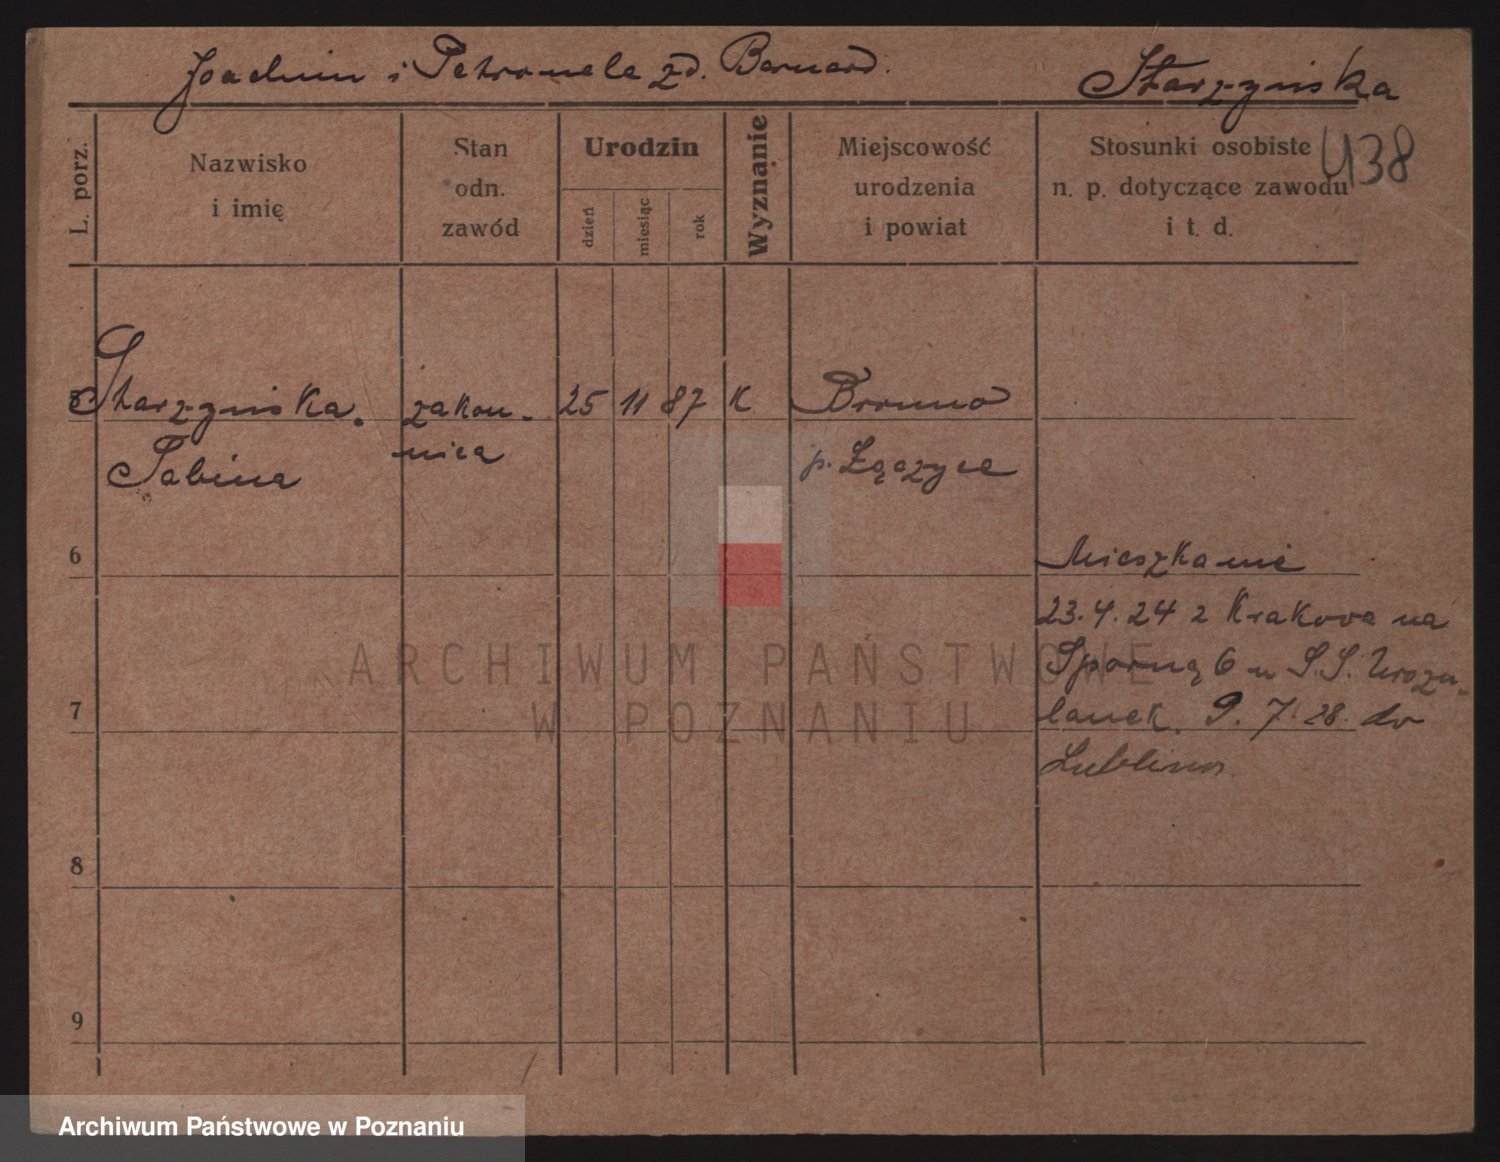 Joachim i Petronela zd. Bernard.
Starzyńska
438
L. porz.
Nazwisko
i imię
Stan
odn.
zawód
Urodzin
dzień
miesiąc
rok
Wyznanie
Miejscowość
urodzenia
i powiat
Stosunki osobiste
n. p. dotyczące zawodu
i t. d.
5 Starzyńska. zakon- 25 11 87 K Bronno
Sabina nica p. Łęczyca
6
Mieszkanie
23.4.24 z Krakowa na
Sporną 6 u S.S. Urszu-
lanek. 9. 7. 28. do
7
Lublina
8
9
ARCHIWUM PAŃSTWOWE
W POZNANIU
Archiwum Państwowe w Poznaniu